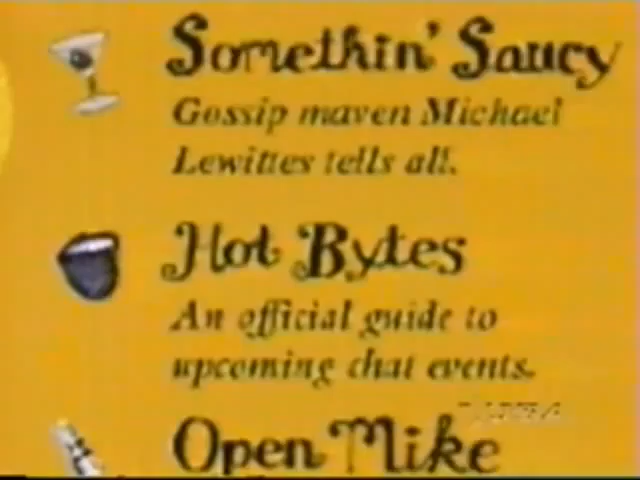 Somethin' Saucy
Gossip maven Michael
Lewittes tells all.
Hot Bytes
An official guide to
upcoming chat events.
Open Mike